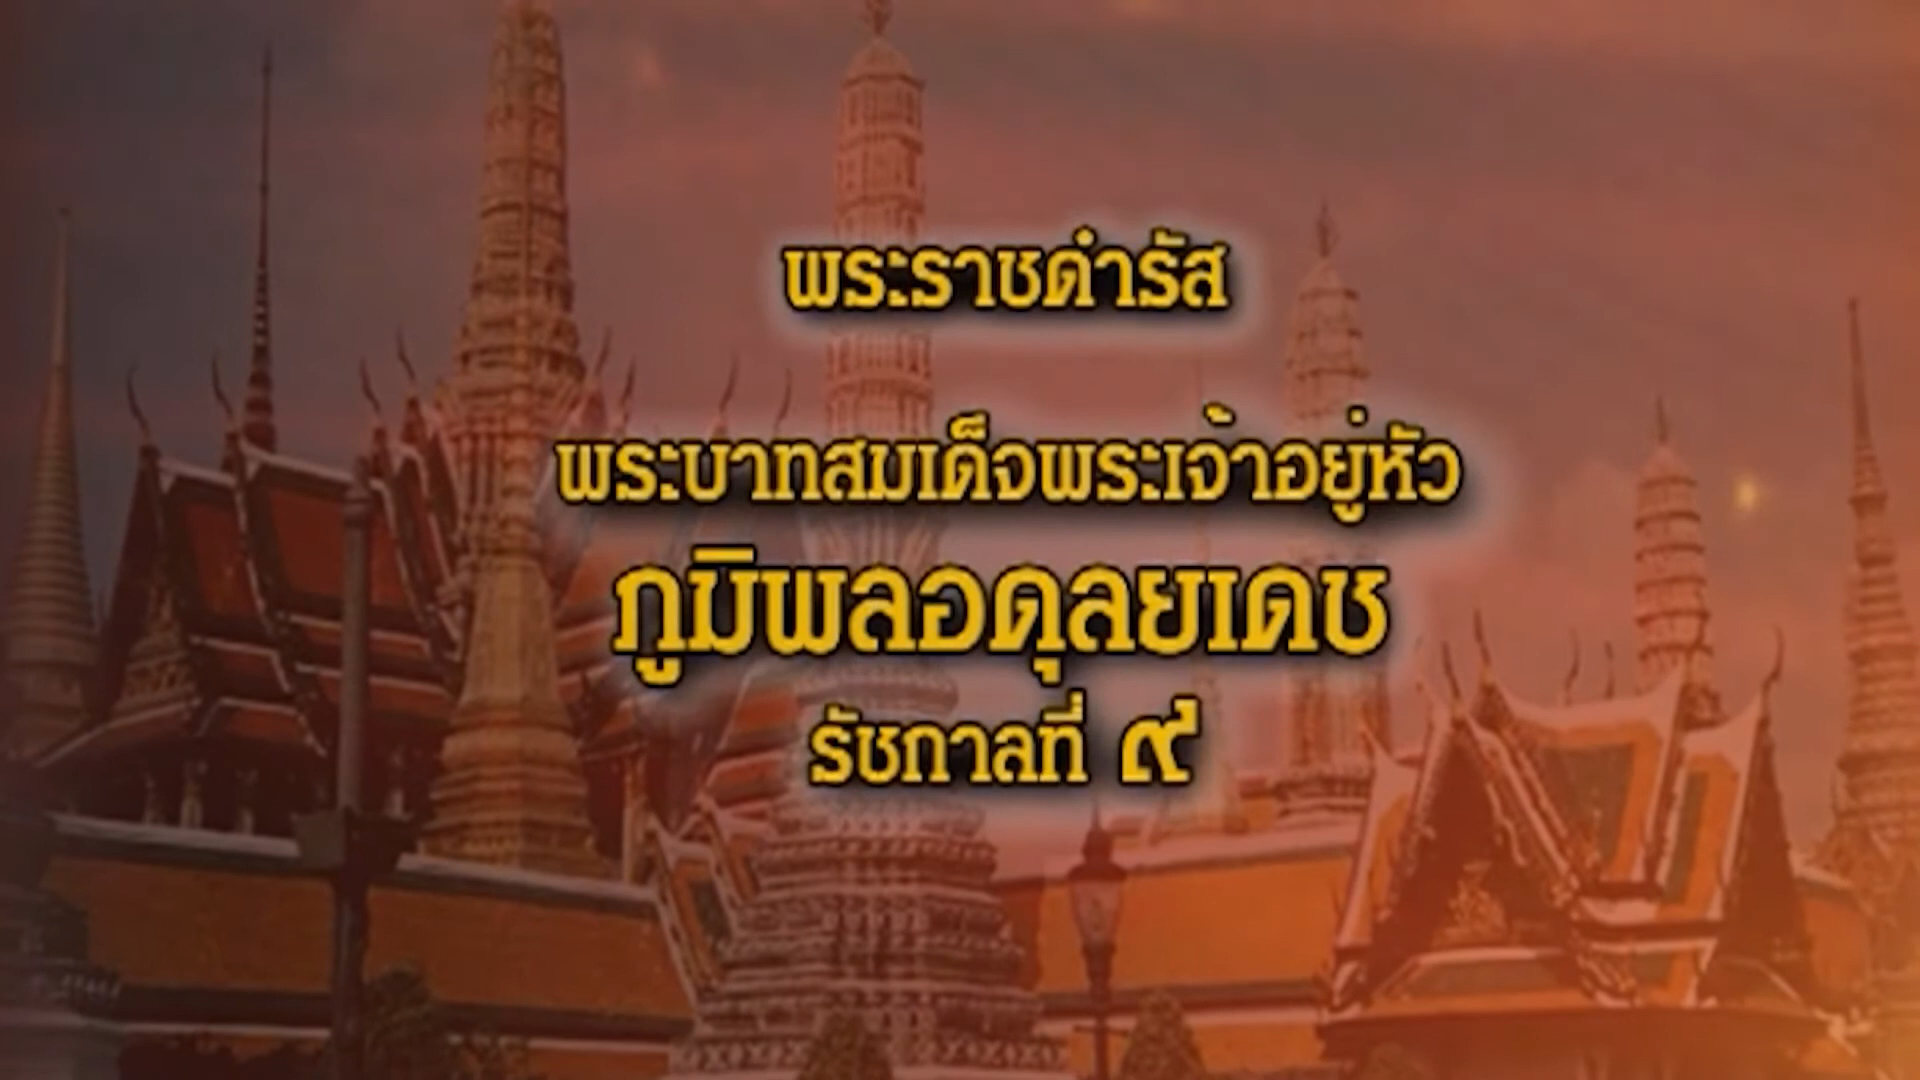 พระราชดำรัส
พระบาทสมเด็จพระเจ้าอยู่หัว
ภูมิพลอดุลยเดช
รัชกาลที่ ๙